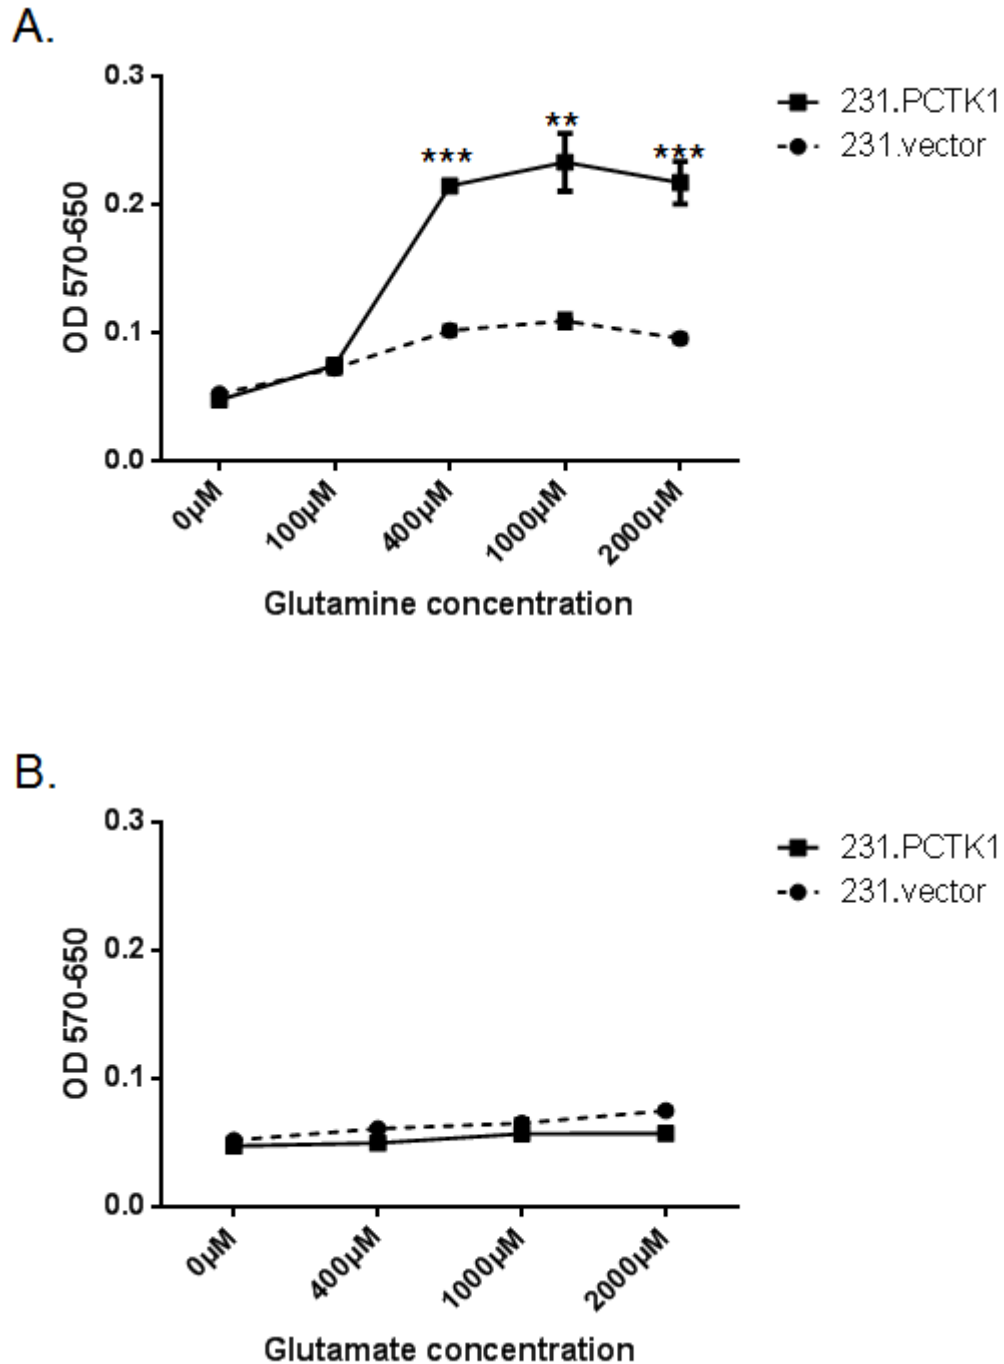 A.
0.3
0.2
0.1
0.0
OD 570-650
***
**
***
231.PCTK1
231.vector
0µM
100µM
400µM
1000µM
2000µM
Glutamine concentration
B.
0.3
0.2
0.1
0.0
OD 570-650
231.PCTK1
231.vector
0µM
400µM
1000µM
2000µM
Glutamate concentration